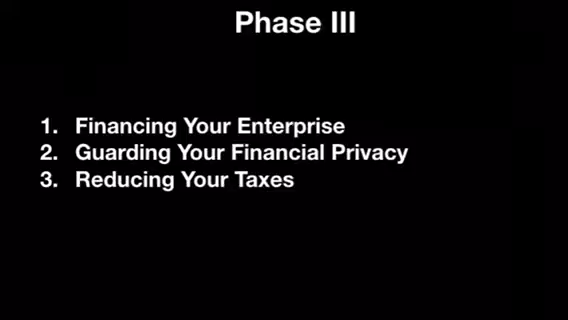 Phase III
1. Financing Your Enterprise
2. Guarding Your Financial Privacy
3. Reducing Your Taxes